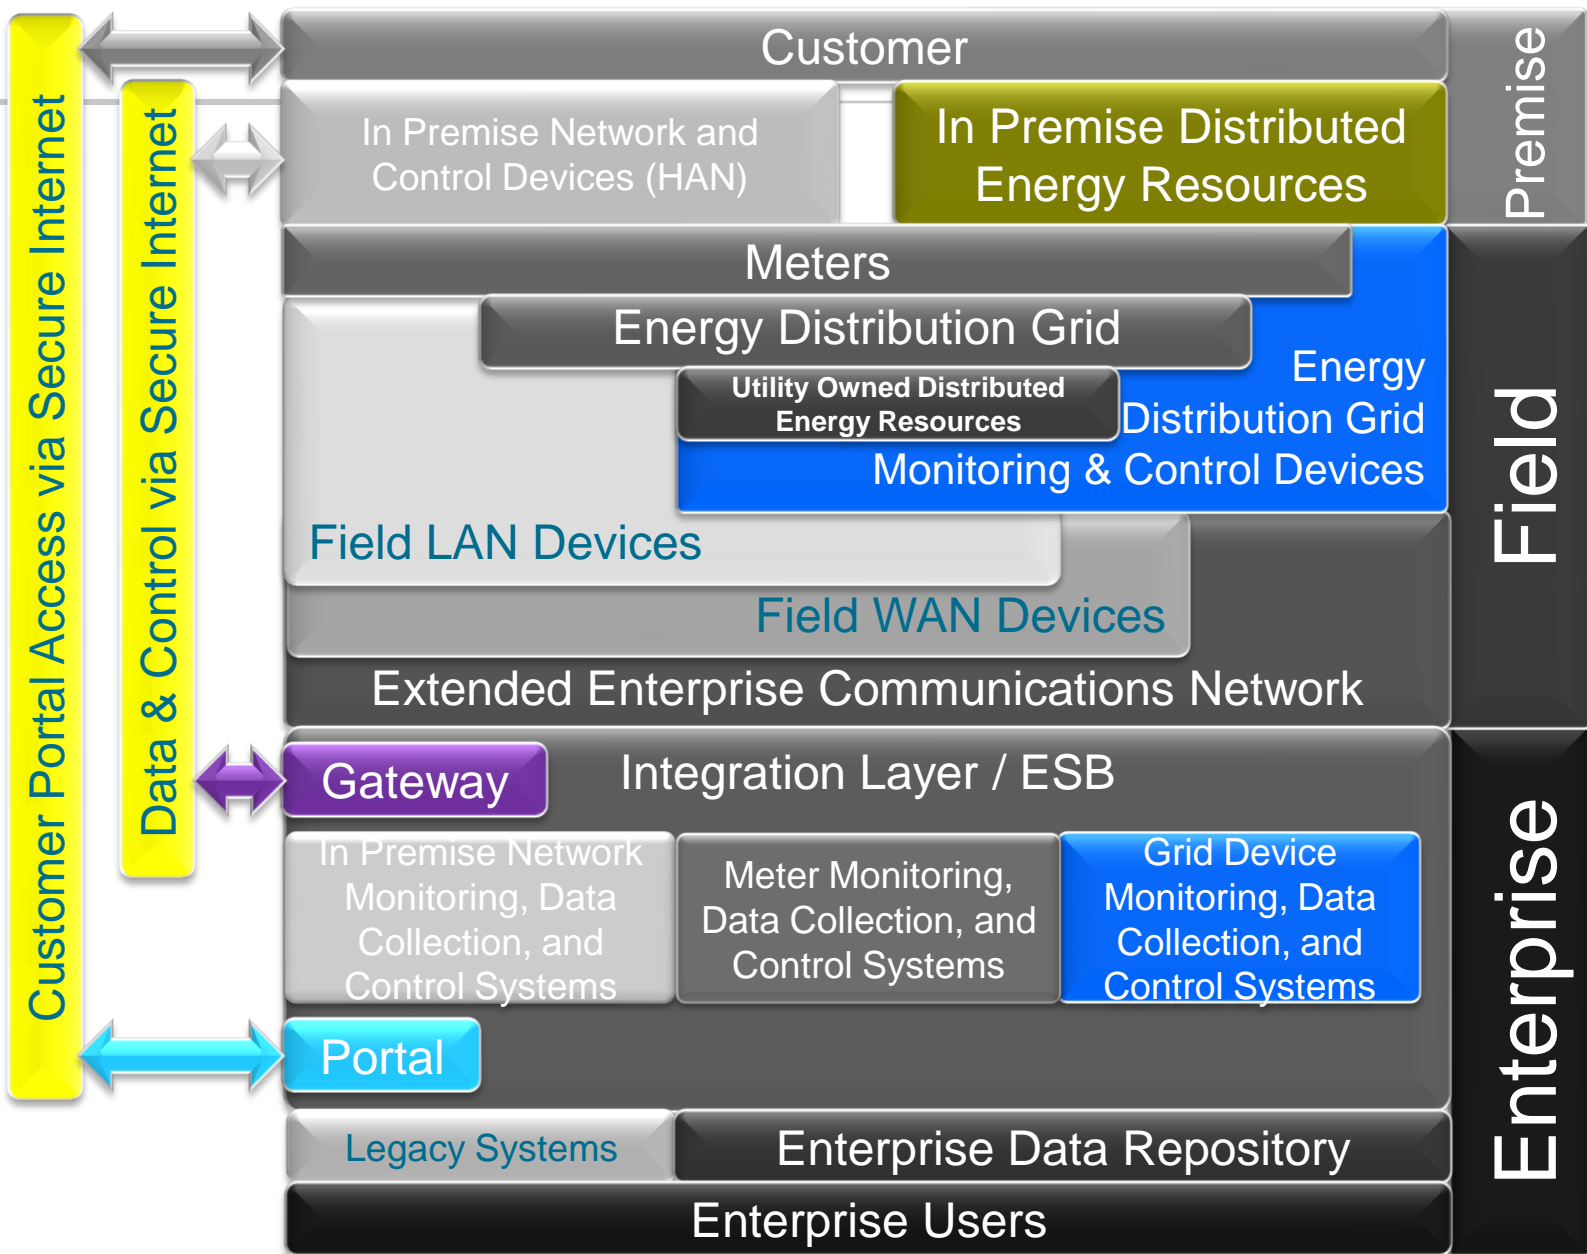 Customer Portal Access via Secure Internet
Data & Control via Secure Internet
Customer
In Premise Network and
Control Devices (HAN)
In Premise Distributed
Energy Resources
Premise
Meters
Energy Distribution Grid
Utility Owned Distributed
Energy Resources
Energy
Distribution Grid
Monitoring & Control Devices
Field LAN Devices
Field WAN Devices
Extended Enterprise Communications Network
Field
Gateway
Integration Layer / ESB
In Premise Network
Monitoring, Data
Collection, and
Control Systems
Meter Monitoring,
Data Collection, and
Control Systems
Grid Device
Monitoring, Data
Collection, and
Control Systems
Portal
Legacy Systems
Enterprise Data Repository
Enterprise Users
Enterprise